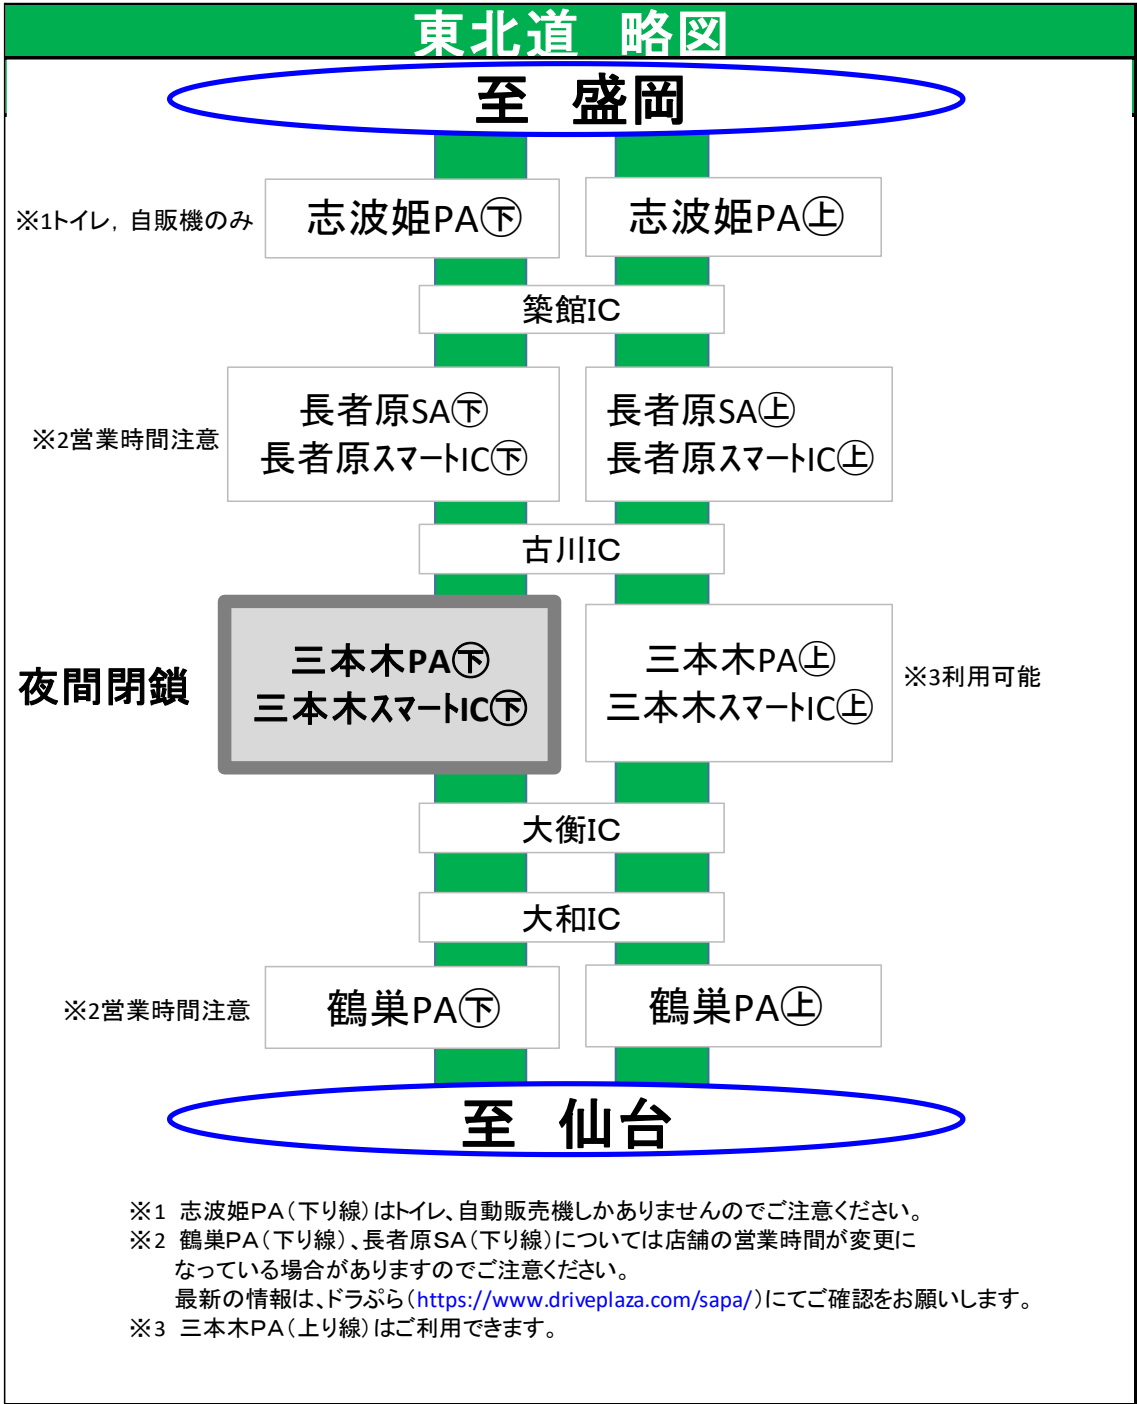 東北道　略図
至　盛岡
※1トイレ，自販機のみ
志波姫PA㊦
志波姫PA㊤
築館IC
※2営業時間注意
長者原SA㊦
長者原スマートIC㊦
長者原SA㊤
長者原スマートIC㊤
古川IC
夜間閉鎖
三本木PA㊦
三本木スマートIC㊦
三本木PA㊤
三本木スマートIC㊤
※3利用可能
大衡IC
大和IC
※2営業時間注意
鶴巣PA㊦
鶴巣PA㊤
至　仙台
※1 志波姫PA（下り線）はトイレ、自動販売機しかありませんのでご注意ください。
※2 鶴巣PA（下り線）、長者原SA（下り線）については店舗の営業時間が変更に
なっている場合がありますのでご注意ください。
最新の情報は、ドラぷら（https://www.driveplaza.com/sapa/）にてご確認をお願いします。
※3 三本木PA（上り線）はご利用できます。